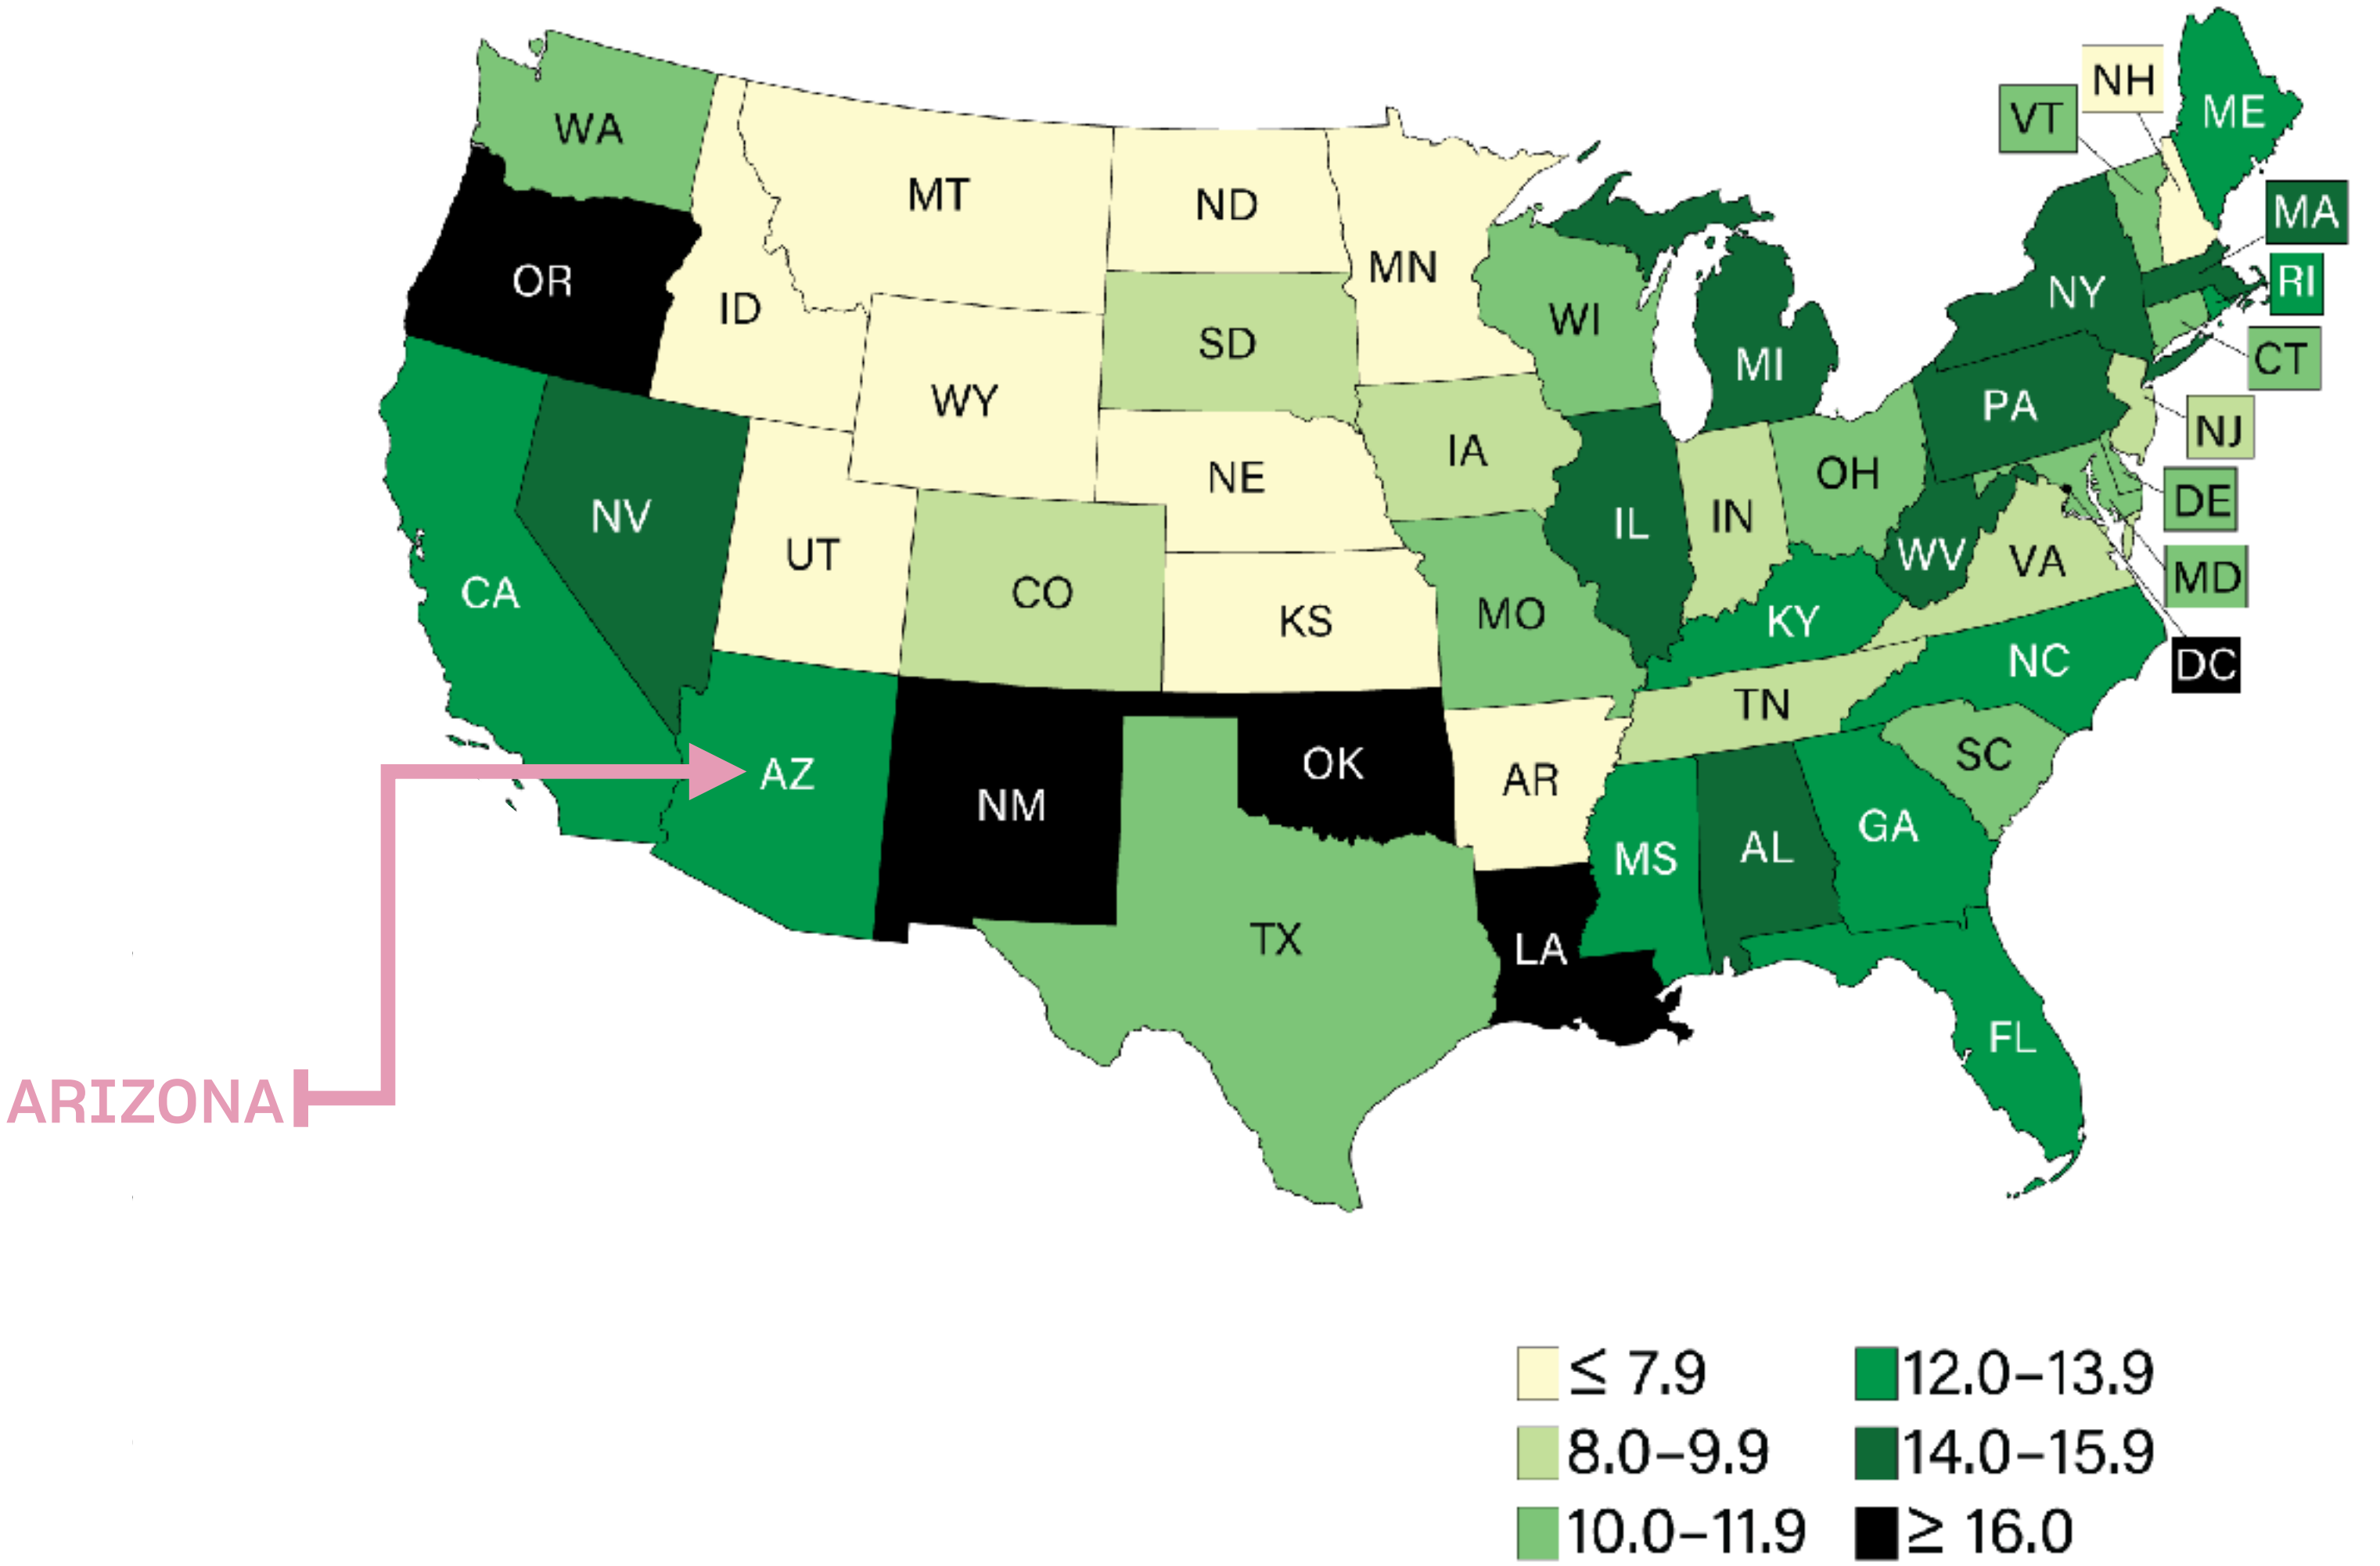 NH
ME
VT
WA
MT
ND
MA
MN
OR
RI
NY
ID
WI
SD
CT
MI
WY
PA
NJ
IA
NE
OH
DE
NV
IN
IL
UT
WV
VA
MD
CA
CO
KS
MO
KY
NC
DC
TN
OK
SC
AZ
AR
NM
GA
AL
MS
TX
LA
FL
ARIZONA
≤ 7.9
12.0–13.9
8.0–9.9
14.0–15.9
10.0–11.9
≥ 16.0